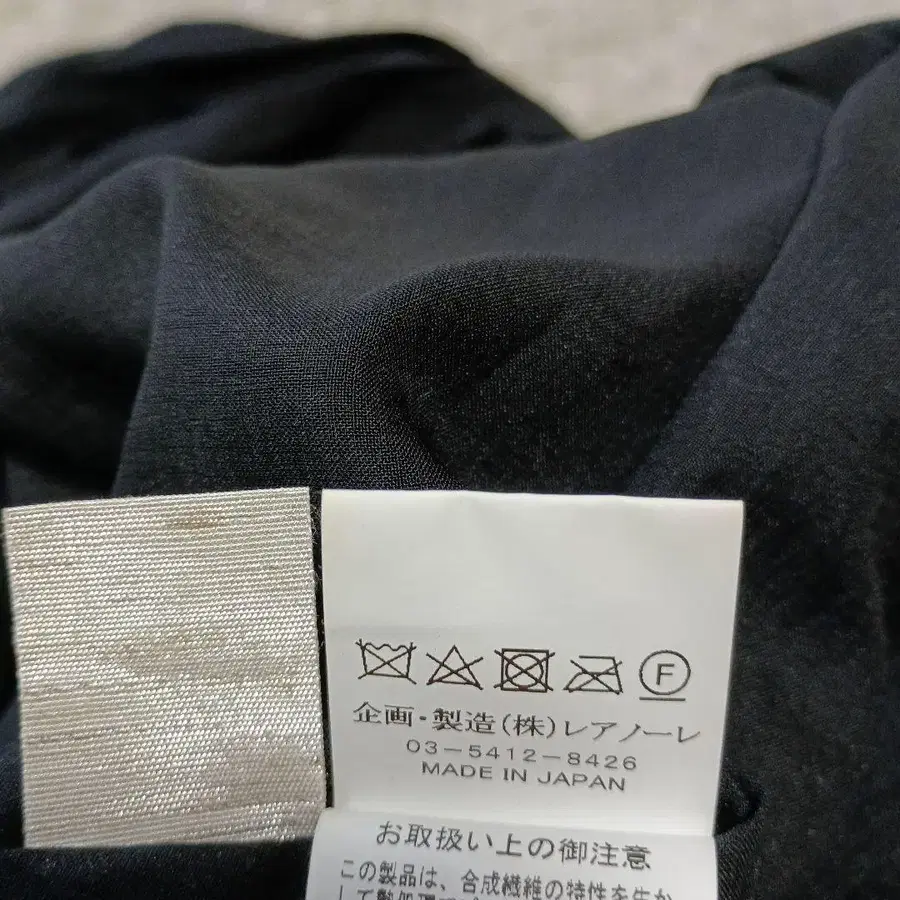 F
企画・製造(株)レアノーレ
03-5412-8426
MADE IN JAPAN
お取扱い上の御注意
この製品は、合成繊維の特性を生か